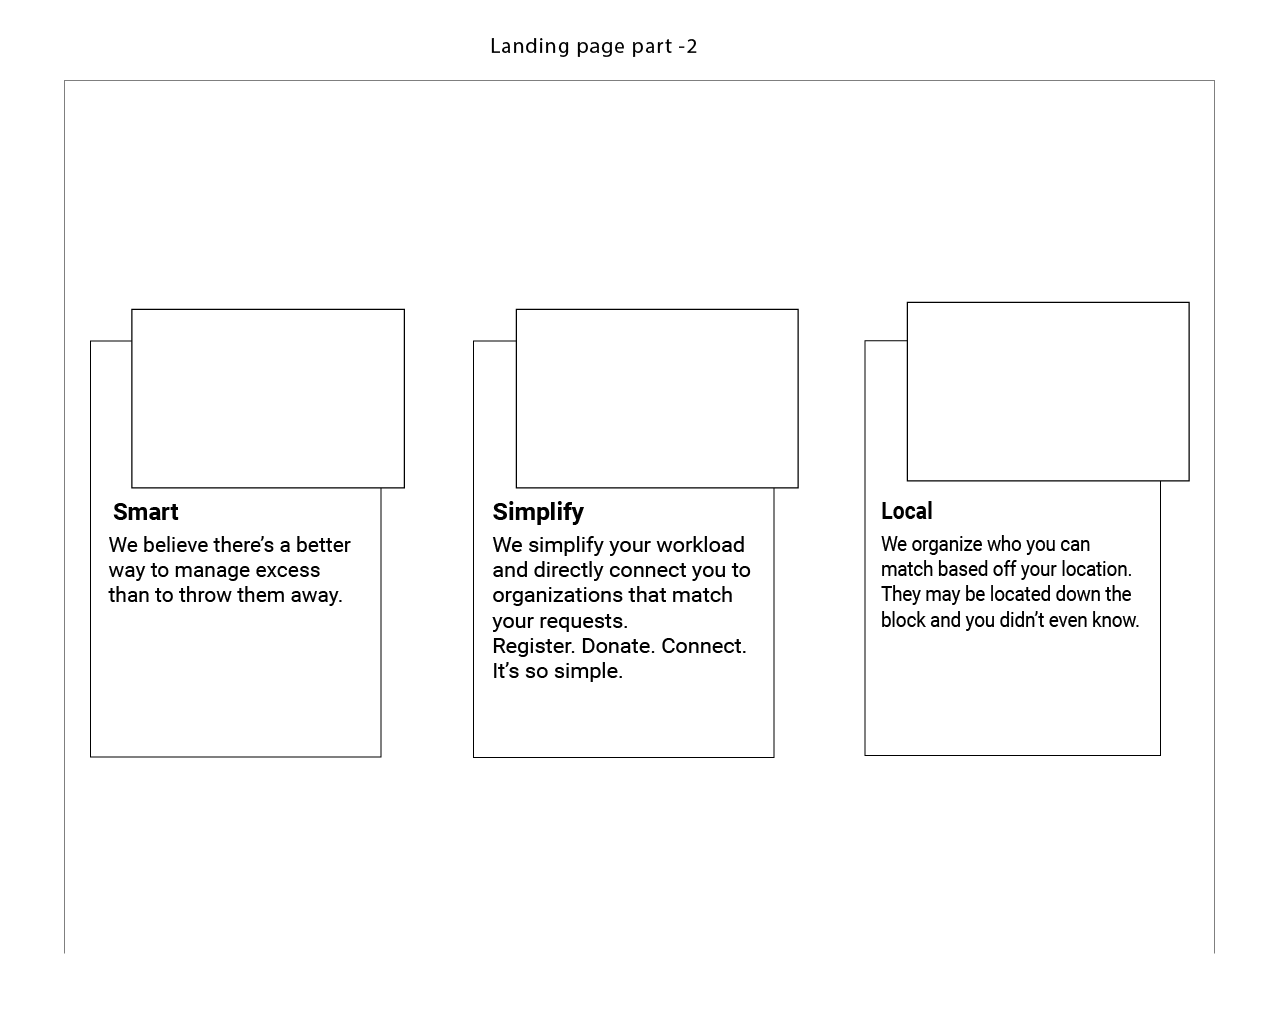 Landing page part -2
Smart
We believe there’s a better
way to manage excess
than to throw them away.
Simplify
We simplify your workload
and directly connect you to
organizations that match
your requests.
Register. Donate. Connect.
It’s so simple.
Local
We organize who you can
match based off your location.
They may be located down the
block and you didn’t even know.